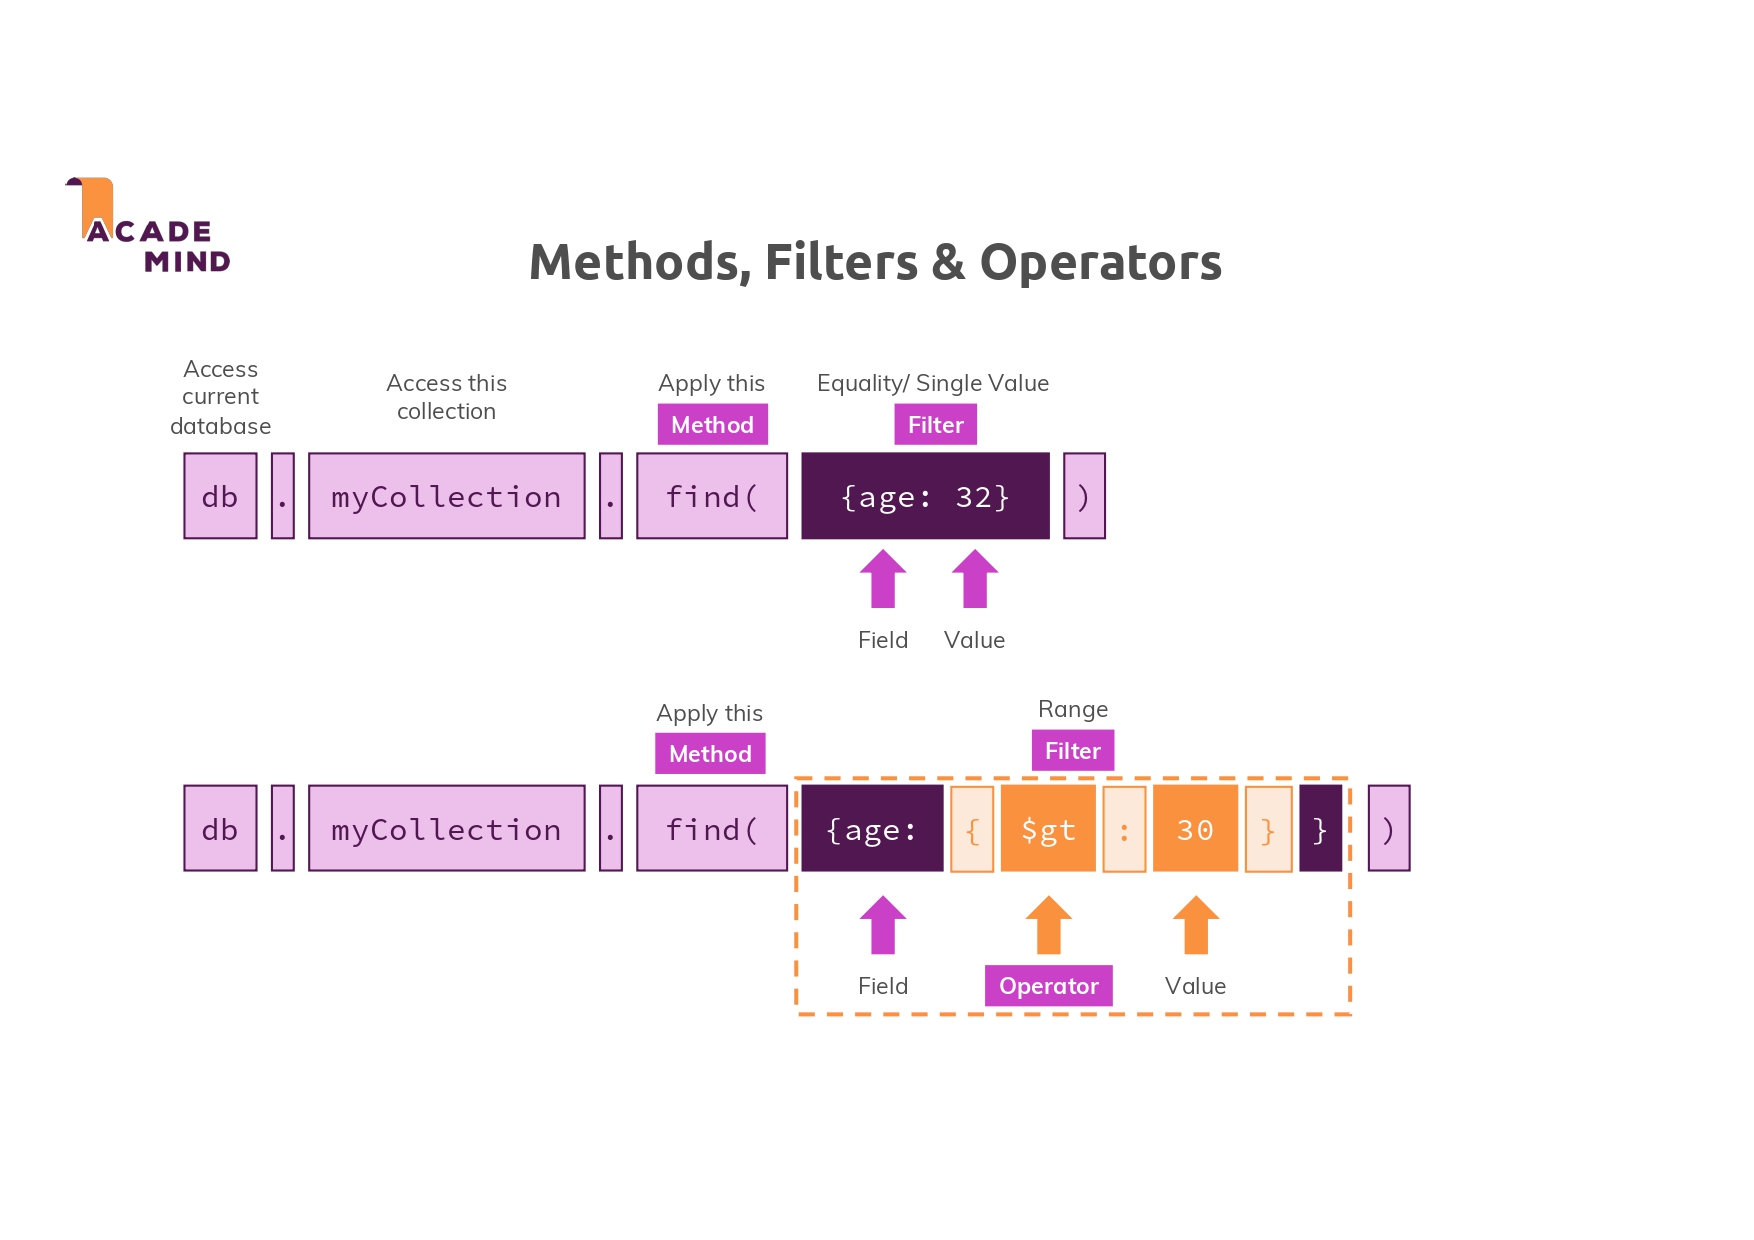 ACADE
MIND
Methods, Filters & Operators
Access
current
database
Access this
collection
Apply this
Method
Equality/ Single Value
Filter
db . myCollection . find( {age: 32} )
Field Value
Apply this
Method
Range
Filter
db . myCollection . find( {age: { $gt : 30 } } )
Field Operator Value